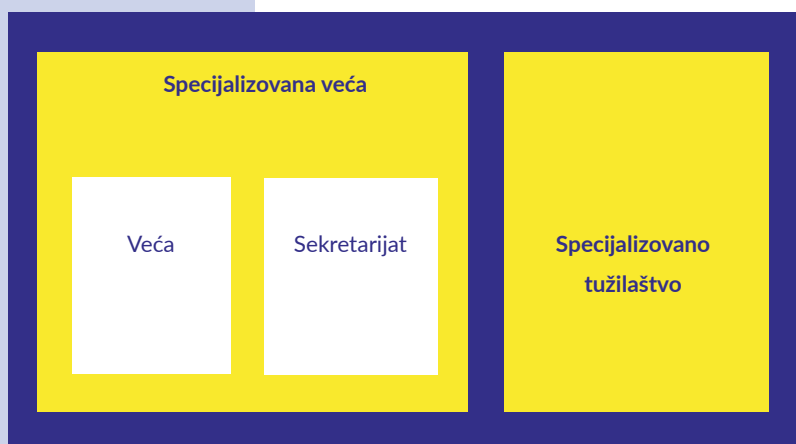 Specijalizovana veća
Veća
Sekretarijat
Specijalizovano
tužilaštvo